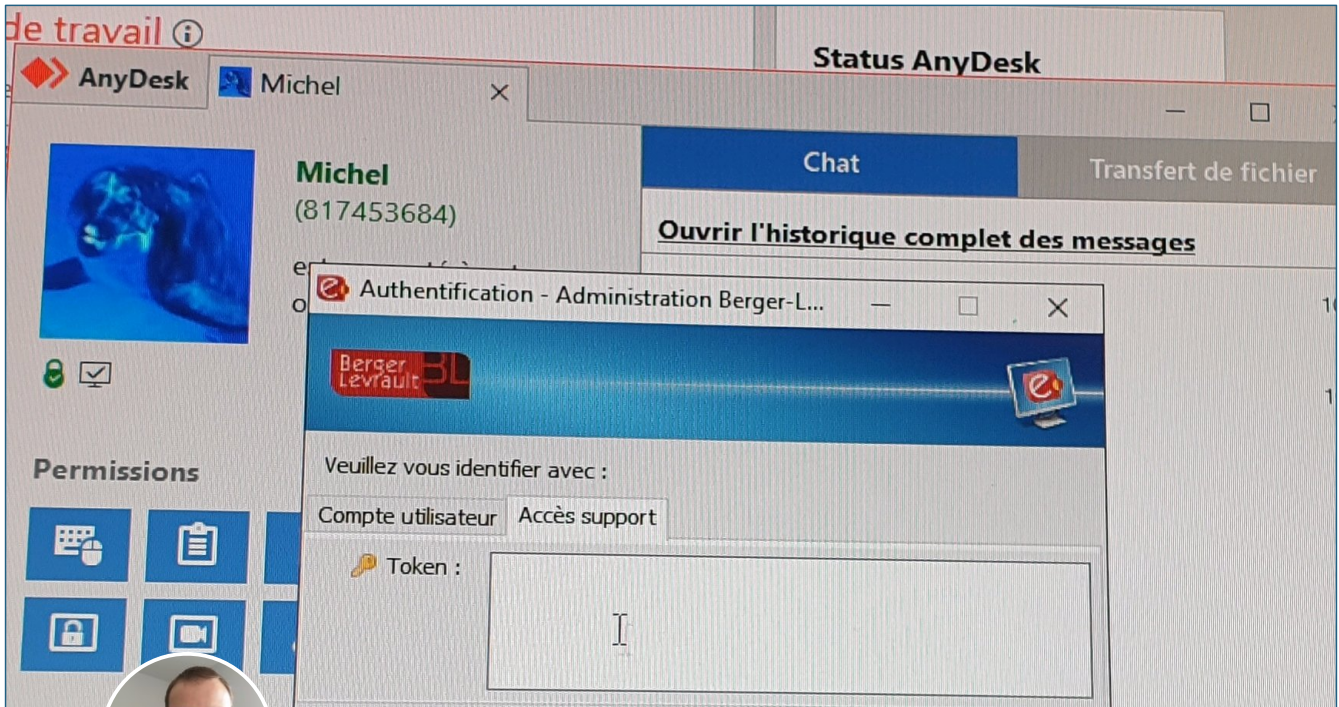 de travail
Status AnyDesk
AnyDesk
Michel
Michel
(817453684)
Chat
Transfert de fichier
Ouvrir l'historique complet des messages
Authentification - Administration Berger-L...
Berger
Levrault
BL
Veuillez vous identifier avec :
Permissions
Compte utilisateur
Accès support
Token :